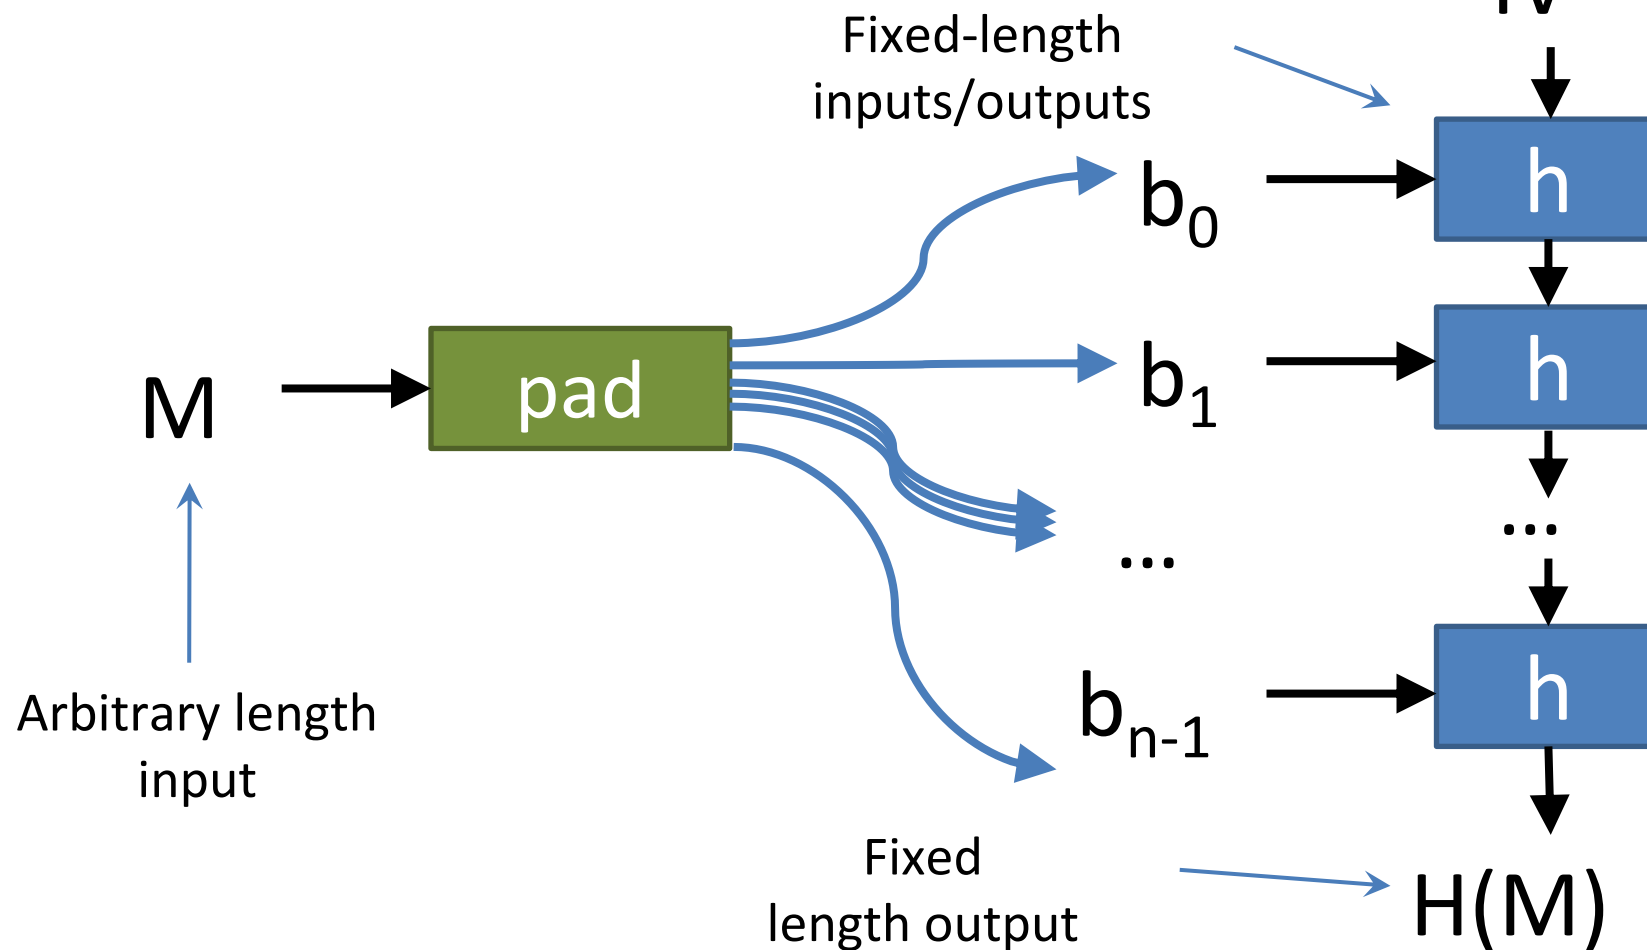 Fixed-length
inputs/outputs
b0
h
b1
h
M
pad
...
...
bn-1
h
Arbitrary length
input
Fixed
length output
H(M)